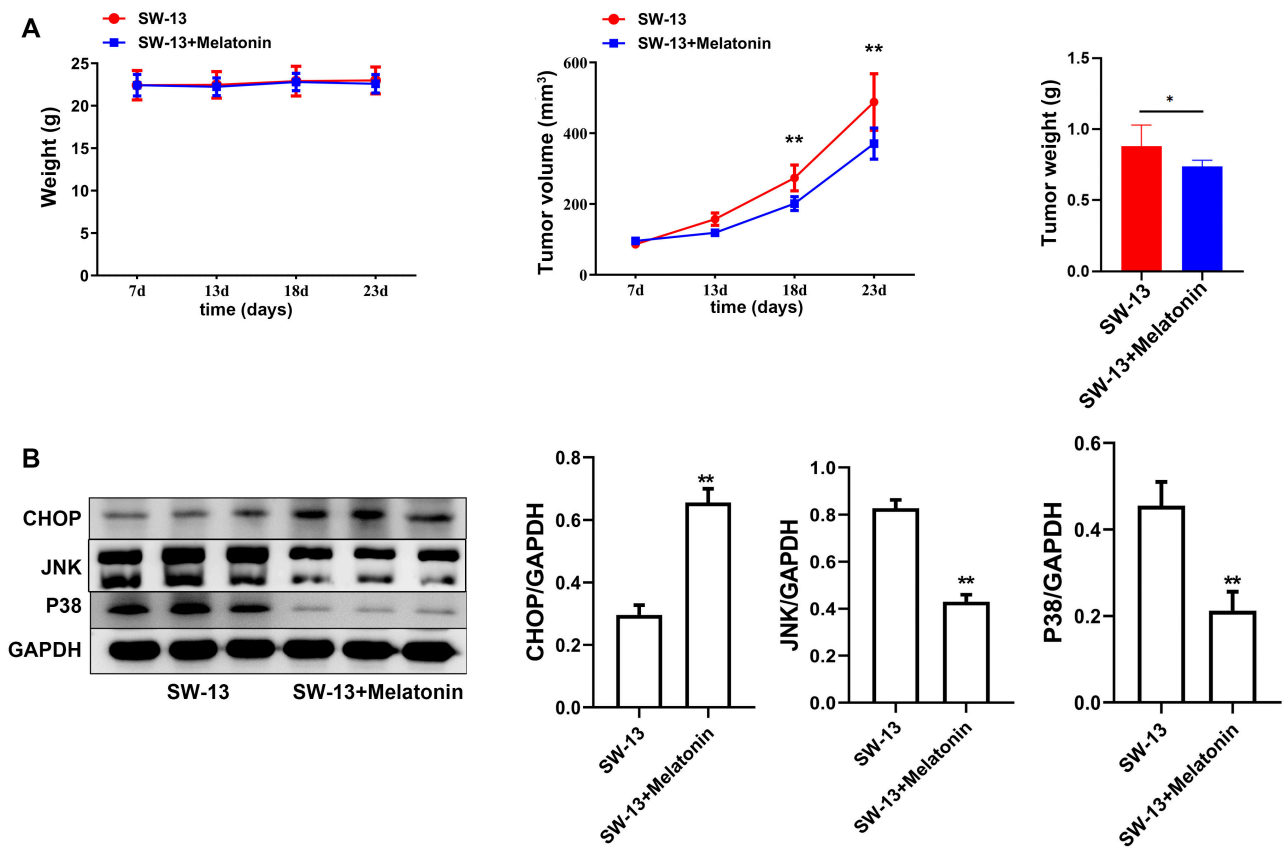 A
SW-13
SW-13+Melatonin
Weight (g)
25
20
15
10
5
0
7d 13d 18d 23d
time (days)
SW-13
SW-13+Melatonin
Tumor volume (mm³)
600
400
200
0
**
**
7d 13d 18d 23d
time (days)
Tumor weight (g)
1.5
1.0
0.5
0.0
*
SW-13
SW-13+Melatonin
B
CHOP
JNK
P38
GAPDH
SW-13 SW-13+Melatonin
CHOP/GAPDH
0.8
0.6
0.4
0.2
0.0
**
SW-13
SW-13+Melatonin
JNK/GAPDH
1.0
0.8
0.6
0.4
0.2
0.0
**
SW-13
SW-13+Melatonin
P38/GAPDH
0.6
0.4
0.2
0.0
**
SW-13
SW-13+Melatonin